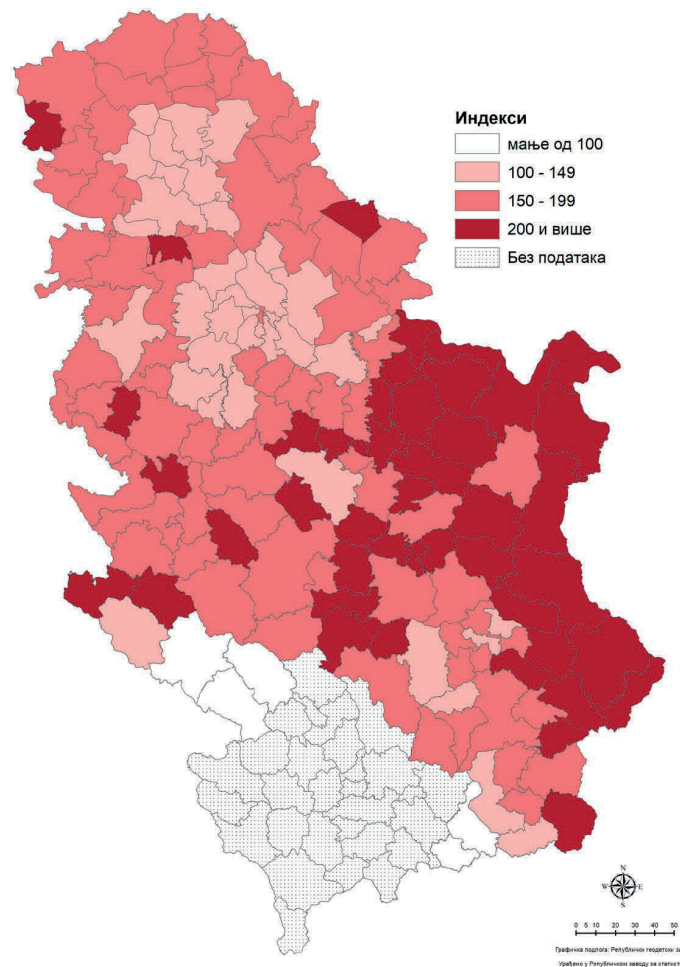 Индекси
мање од 100
100 - 149
150 - 199
200 и више
Без података
N
W E
S
0 5 10 20 30 40 50
Графичка подлога: Републички геодетски за
Урађено у Републичком заводу за статист